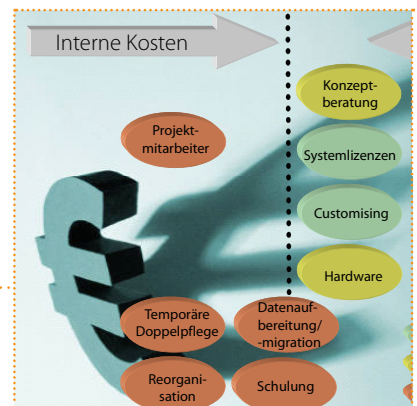 Interne Kosten
Konzept-
beratung
Projekt-
mitarbeiter
Systemlizenzen
Customising
Hardware
Temporäre
Doppelpflege
Datenauf-
bereitung/
-migration
Reorgani-
sation
Schulung